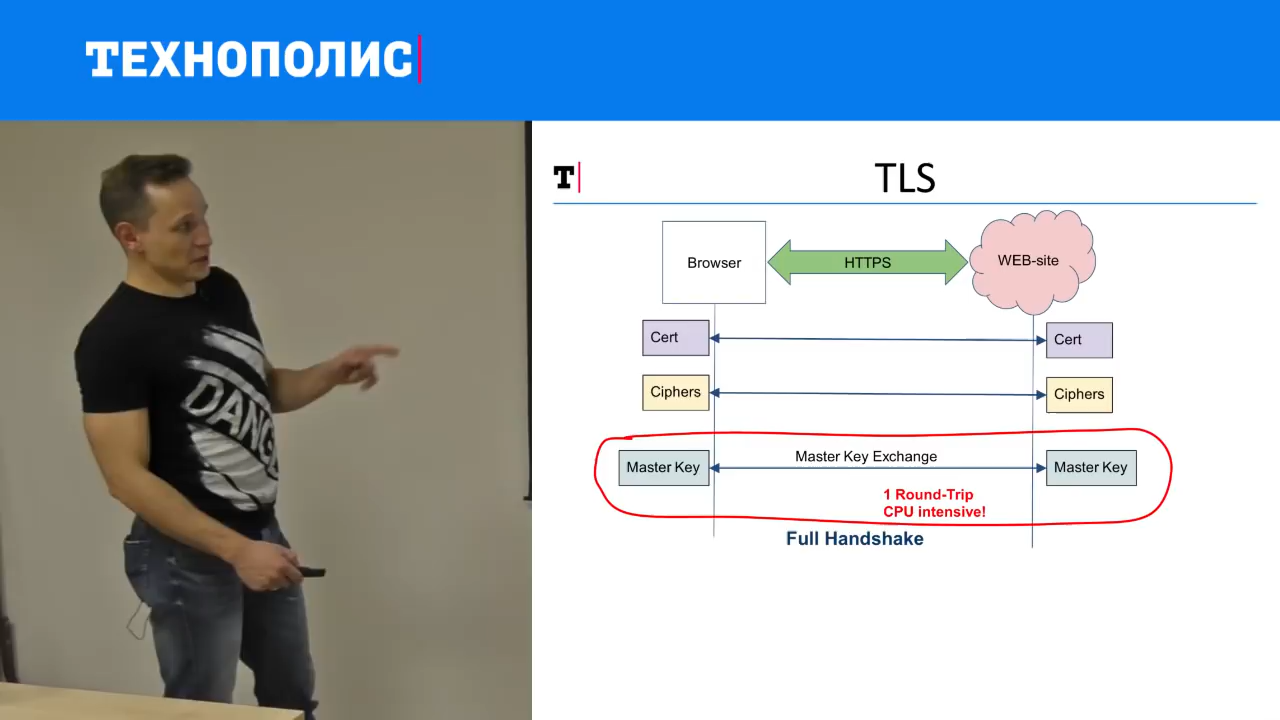 ТЕХНОПОЛИС
T
TLS
Browser
HTTPS
WEB-site
Cert
Cert
Ciphers
Ciphers
Master Key
Master Key Exchange
Master Key
1 Round-Trip
CPU intensive!
Full Handshake